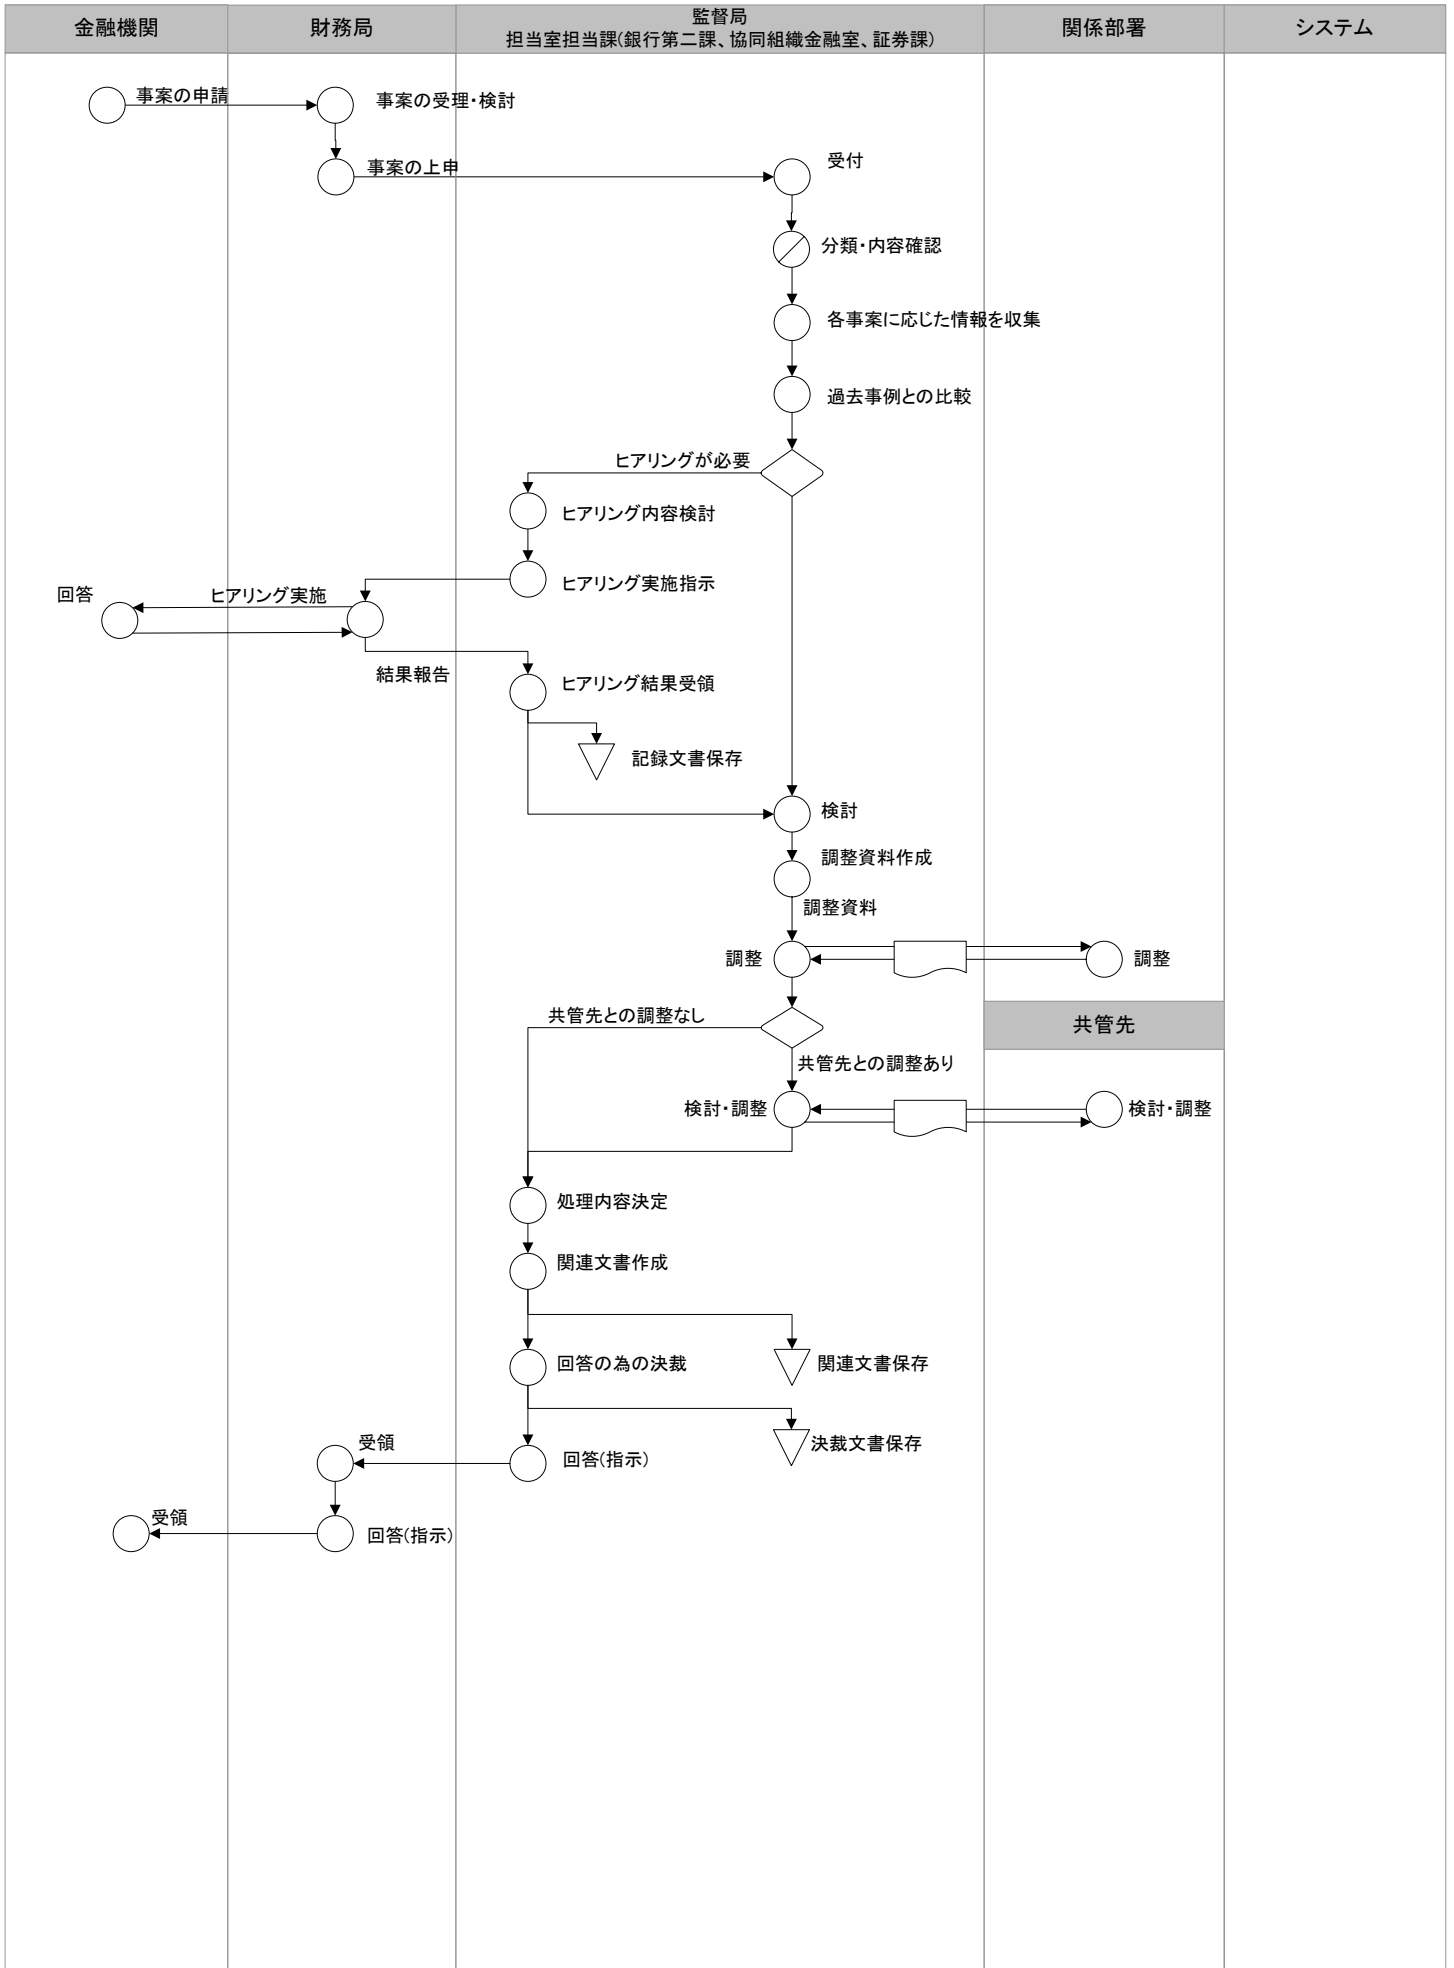 金融機関
財務局
監督局
担当室担当課(銀行第二課、協同組織金融室、証券課)
関係部署
システム
事案の申請
事案の受理・検討
事案の上申
受付
分類・内容確認
各事案に応じた情報を収集
過去事例との比較
ヒアリングが必要
ヒアリング内容検討
ヒアリング実施指示
回答
ヒアリング実施
結果報告
ヒアリング結果受領
記録文書保存
検討
調整資料作成
調整資料
調整
調整
共管先との調整なし
共管先
共管先との調整あり
検討・調整
検討・調整
処理内容決定
関連文書作成
回答の為の決裁
関連文書保存
受領
回答(指示)
決裁文書保存
受領
回答(指示)